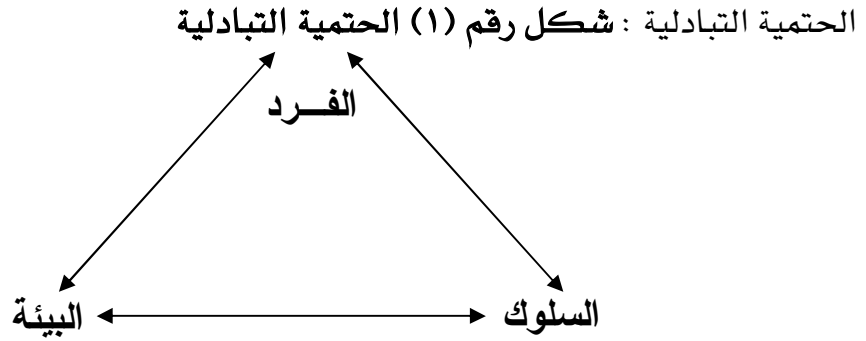 الحتمية التبادلية : شكل رقم (١) الحتمية التبادلية
الفـــرد
السلوك
البيئة